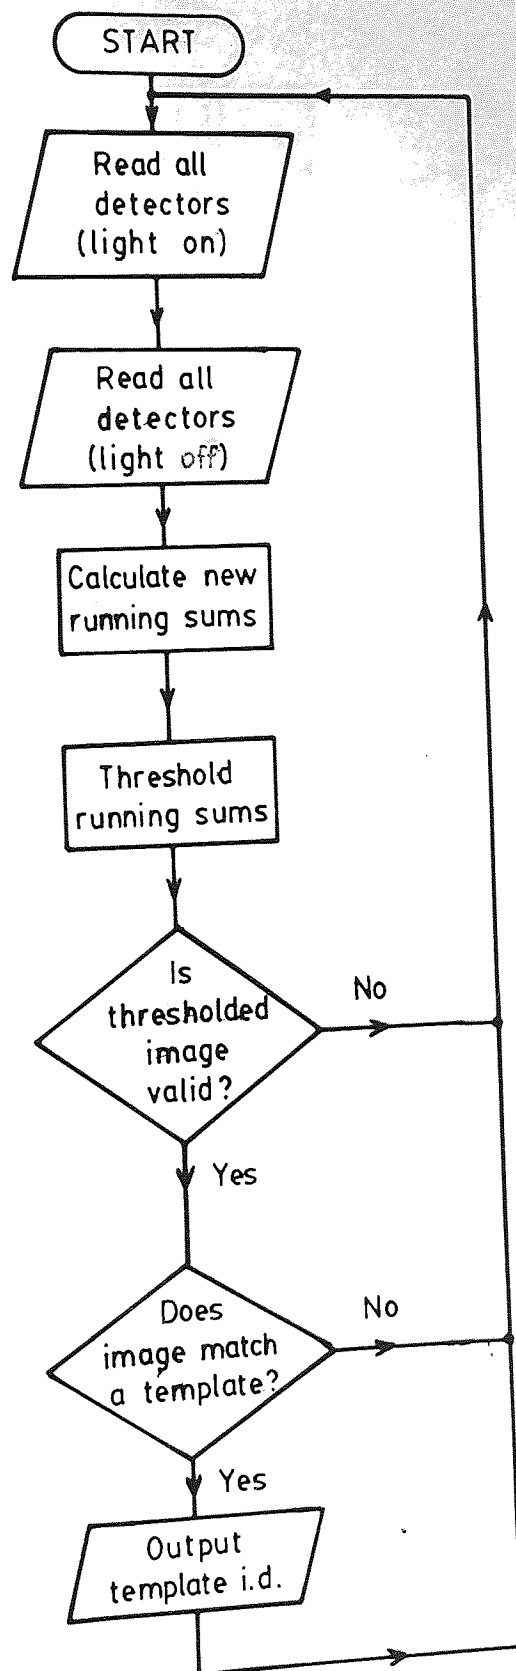 START
Read all
detectors
(light on)
Read all
detectors
(light off)
Calculate new
running sums
Threshold
running sums
Is
thresholded
image
valid?
No
Yes
Does
image match
a template?
No
Yes
Output
template i.d.